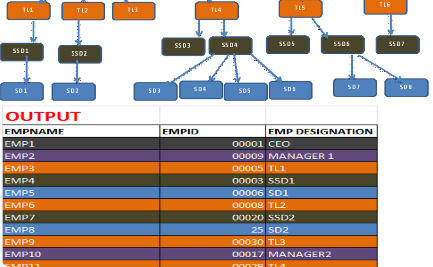 TL1 TL2 TL3 TL4 TL5 TL6
SSD1 SSD2 SSD3 SSD4 SSD5 SSD6 SSD7
SD1 SD2 SD3 SD4 SD5 SD6 SD7 SD8
OUTPUT
EMPNAME EMPID EMP DESIGNATION
EMP1 00001 CEO
EMP2 00009 MANAGER 1
EMP3 00005 TL1
EMP4 00003 SSD1
EMP5 00006 SD1
EMP6 00008 TL2
EMP7 00020 SSD2
EMP8 25 SD2
EMP9 00030 TL3
EMP10 00017 MANAGER2
EMP11 00028 TL4